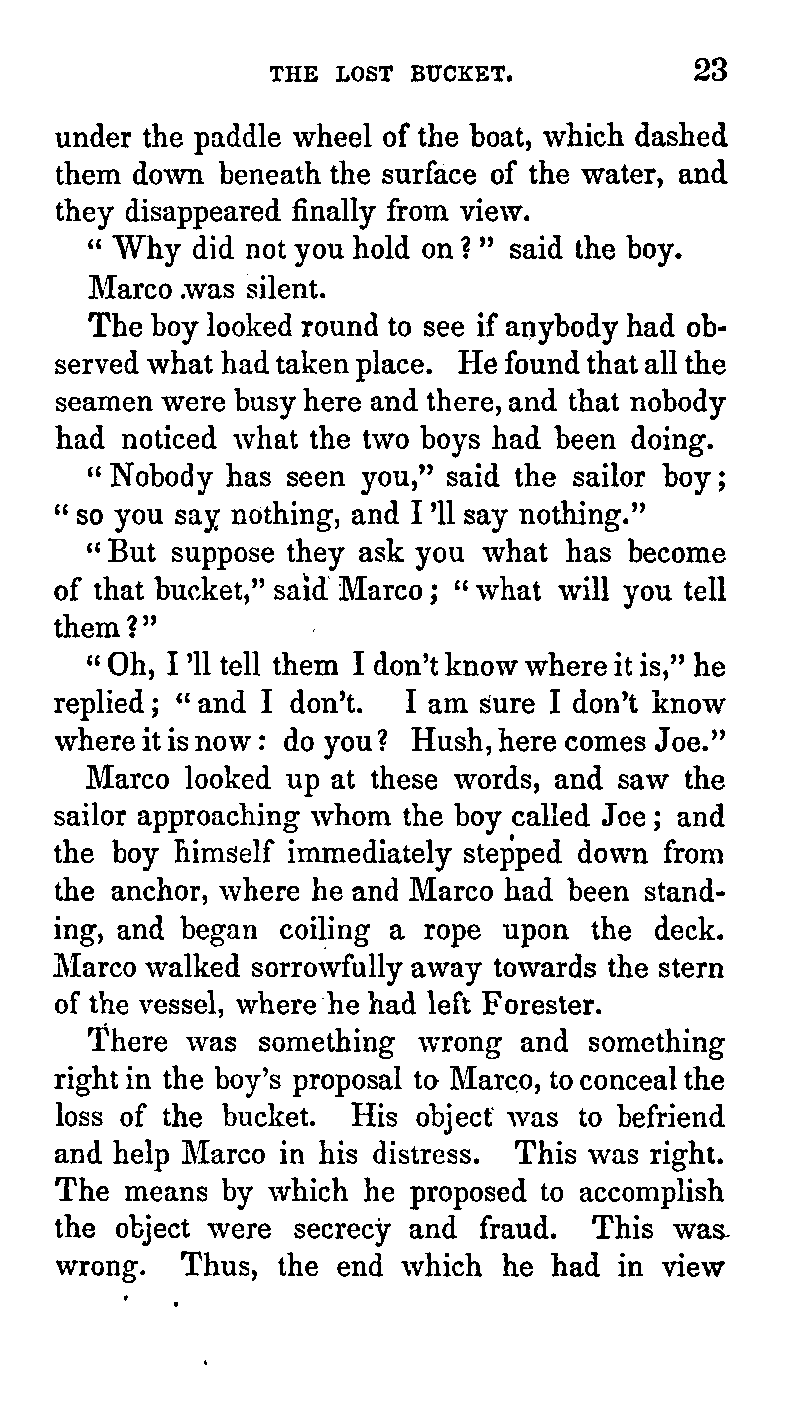 THE LOST BUCKET. 23
under the paddle wheel of the boat, which dashed
them down beneath the surface of the water, and
they disappeared finally from view.
“ Why did not you hold on ? ” said the boy.
Marco was silent.
The boy looked round to see if anybody had ob-
served what had taken place. He found that all the
seamen were busy here and there, and that nobody
had noticed what the two boys had been doing.
“ Nobody has seen you,” said the sailor boy ;
“ so you say nothing, and I ’ll say nothing.”
“ But suppose they ask you what has become
of that bucket,” said Marco ; “ what will you tell
them ? ”
“ Oh, I ’ll tell them I don’t know where it is,” he
replied ; “ and I don’t. I am sure I don’t know
where it is now : do you ? Hush, here comes Joe.”
Marco looked up at these words, and saw the
sailor approaching whom the boy called Joe ; and
the boy himself immediately stepped down from
the anchor, where he and Marco had been stand-
ing, and began coiling a rope upon the deck.
Marco walked sorrowfully away towards the stern
of the vessel, where he had left Forester.
There was something wrong and something
right in the boy’s proposal to Marco, to conceal the
loss of the bucket. His object was to befriend
and help Marco in his distress. This was right.
The means by which he proposed to accomplish
the object were secrecy and fraud. This was
wrong. Thus, the end which he had in view